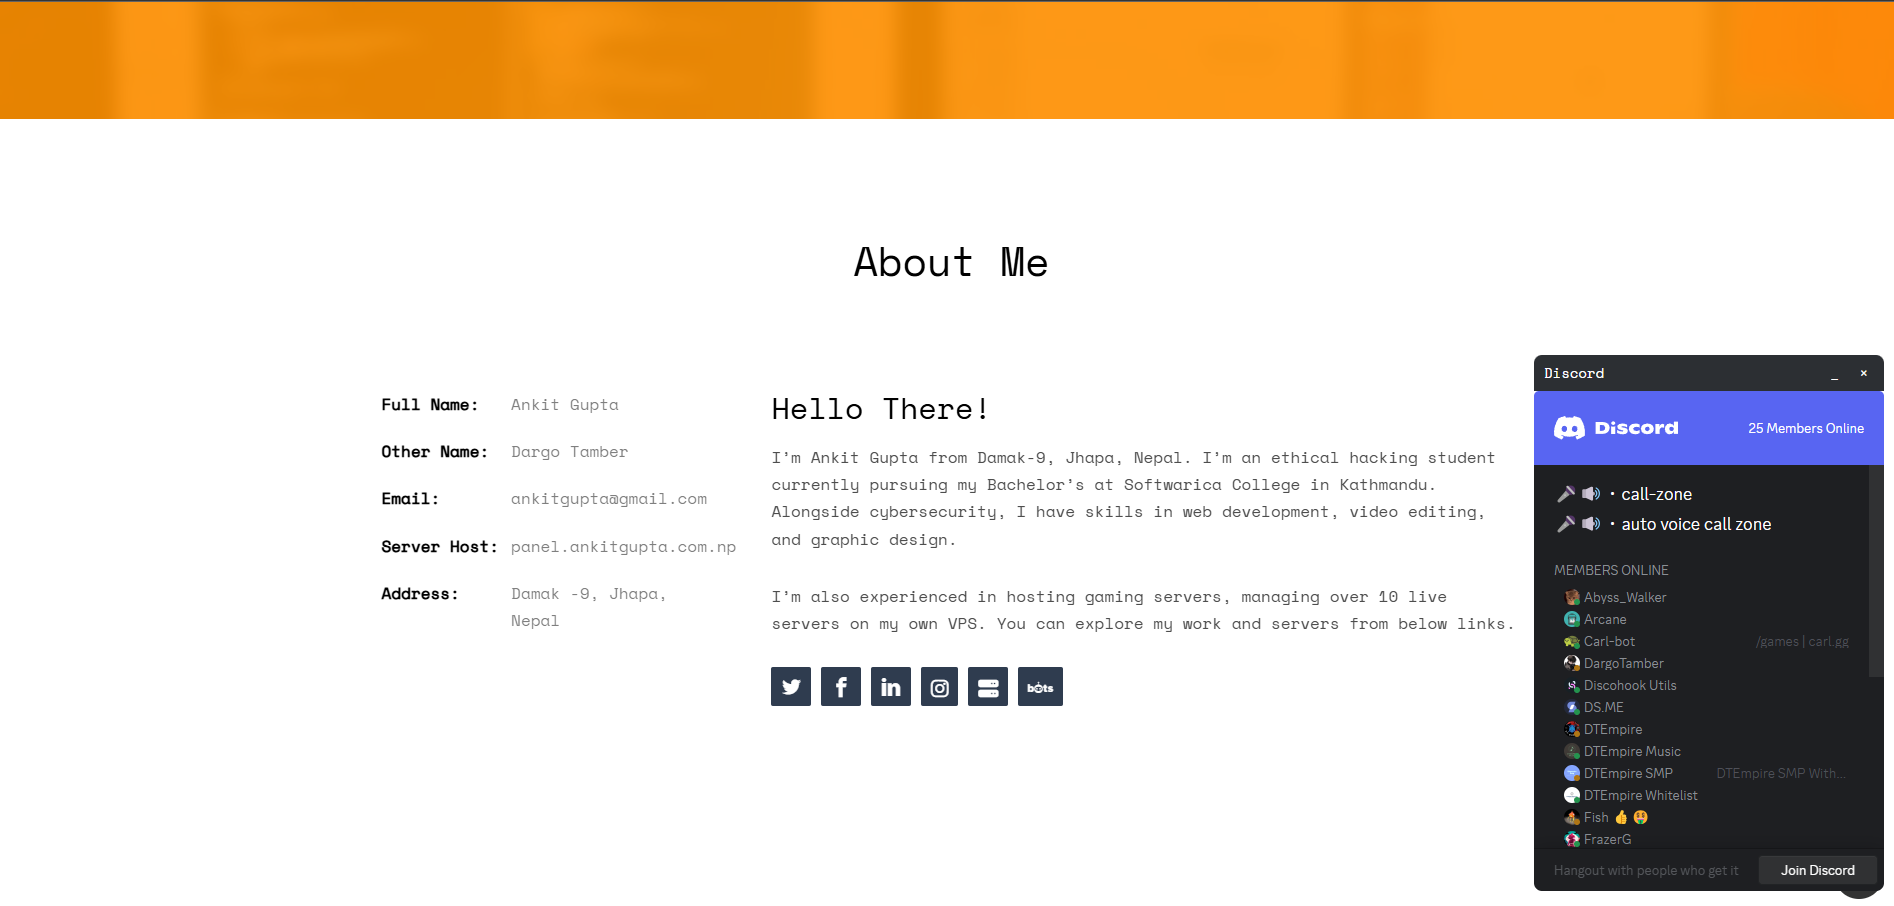 About Me
Full Name: Ankit Gupta
Other Name: Dargo Tamber
Email: ankitgupta@gmail.com
Server Host: panel.ankitgupta.com.np
Address: Damak -9, Jhapa,
Nepal
Hello There!
I'm Ankit Gupta from Damak-9, Jhapa, Nepal. I'm an ethical hacking student
currently pursuing my Bachelor's at Softwarica College in Kathmandu.
Alongside cybersecurity, I have skills in web development, video editing,
and graphic design.
I'm also experienced in hosting gaming servers, managing over 10 live
servers on my own VPS. You can explore my work and servers from below links.
bots
Discord _ ×
Discord 25 Members Online
🎤 🔊 · call-zone
🎤 🔊 · auto voice call zone
MEMBERS ONLINE
Abyss_Walker
Arcane
Carl-bot /games | carl.gg
DargoTamber
Discohook Utils
DS.ME
DTEmpire
DTEmpire Music
DTEmpire SMP DTEmpire SMP With...
DTEmpire Whitelist
Fish 👍 🤑
FrazerG
Hangout with people who get it Join Discord